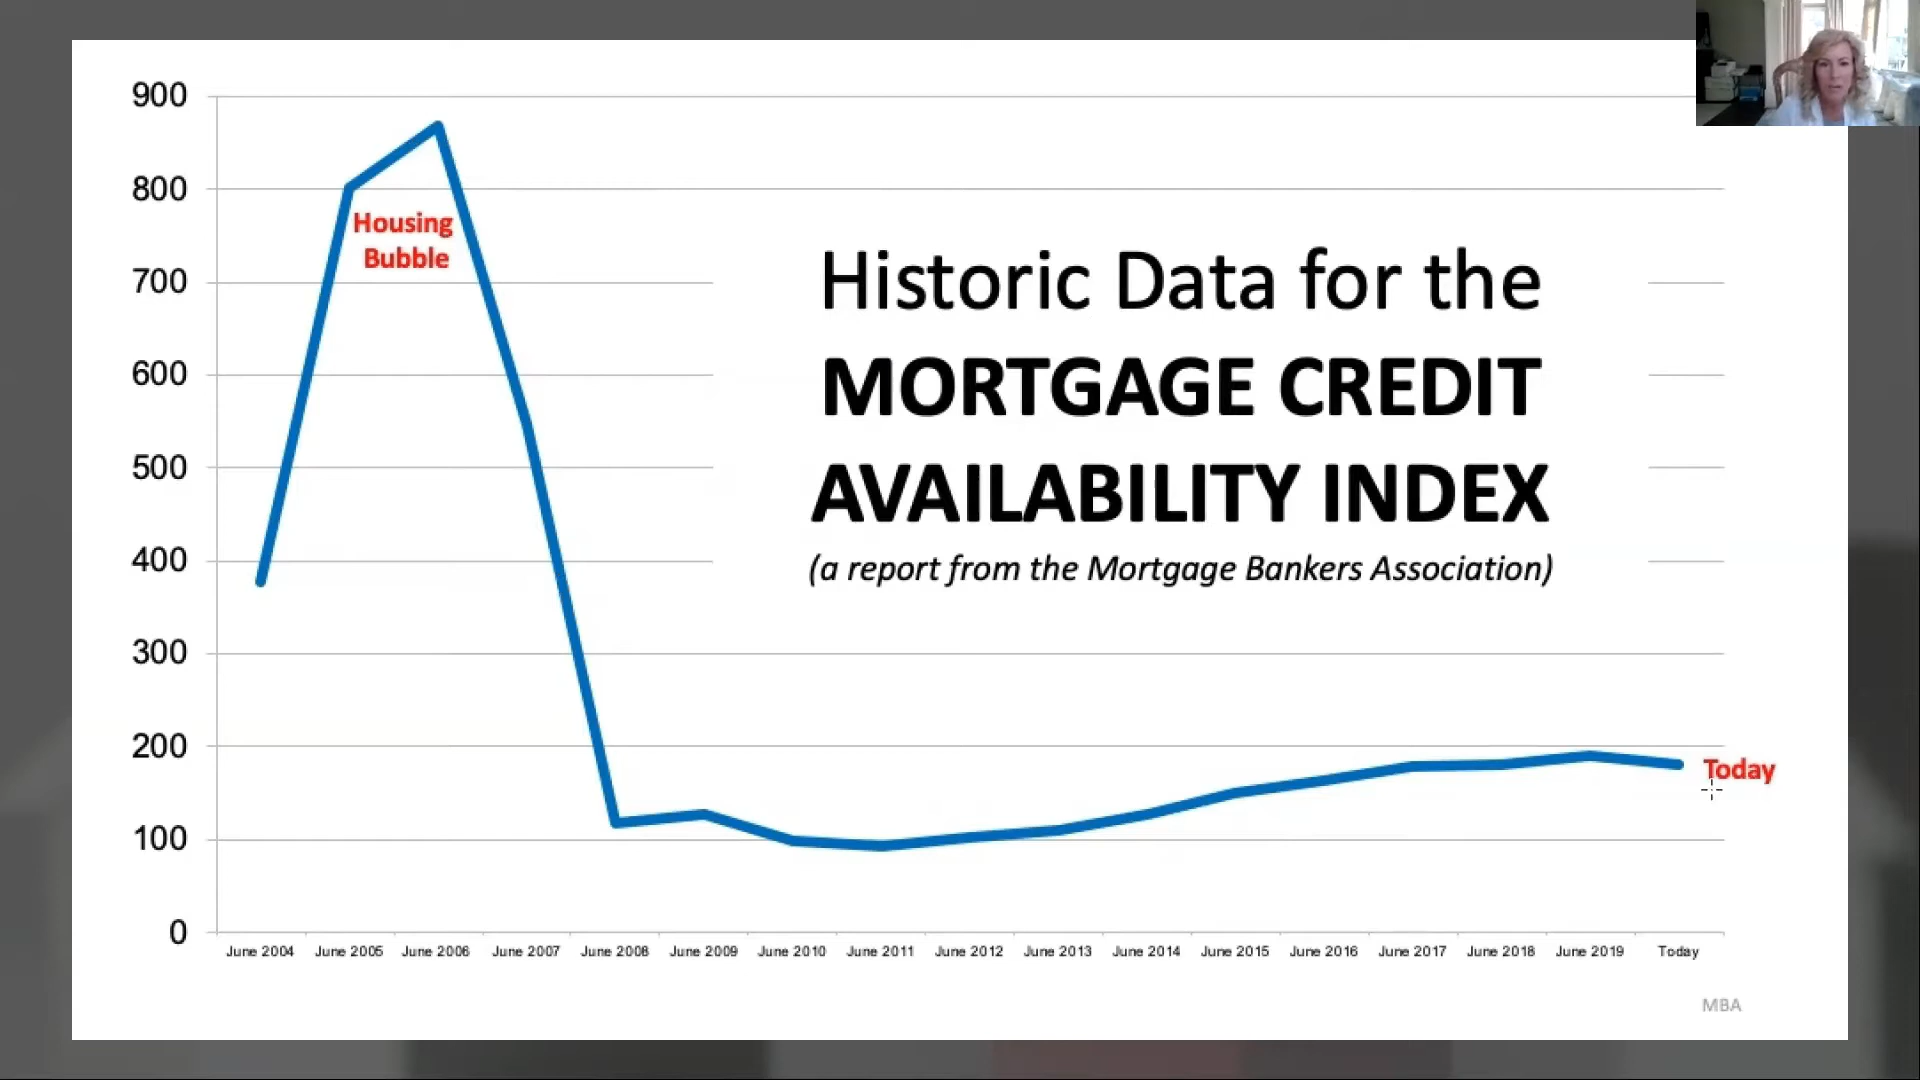 900
800
700
600
500
400
300
200
100
0
Housing
Bubble
Historic Data for the
MORTGAGE CREDIT
AVAILABILITY INDEX
(a report from the Mortgage Bankers Association)
Today
June 2004 June 2005 June 2006 June 2007 June 2008 June 2009 June 2010 June 2011 June 2012 June 2013 June 2014 June 2015 June 2016 June 2017 June 2018 June 2019 Today
MBA